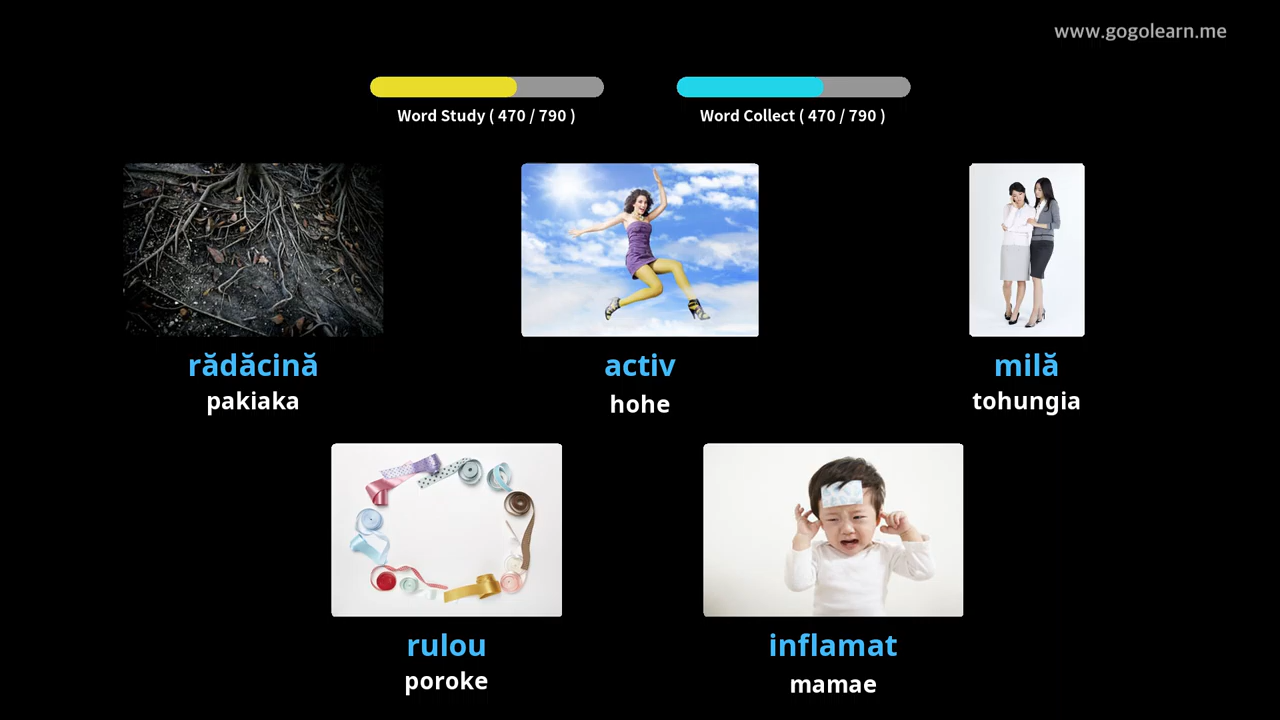 www.gogolearn.me
Word Study ( 470 / 790 )
Word Collect ( 470 / 790 )
rădăcină
pakiaka
activ
hohe
milă
tohungia
rulou
poroke
inflamat
mamae